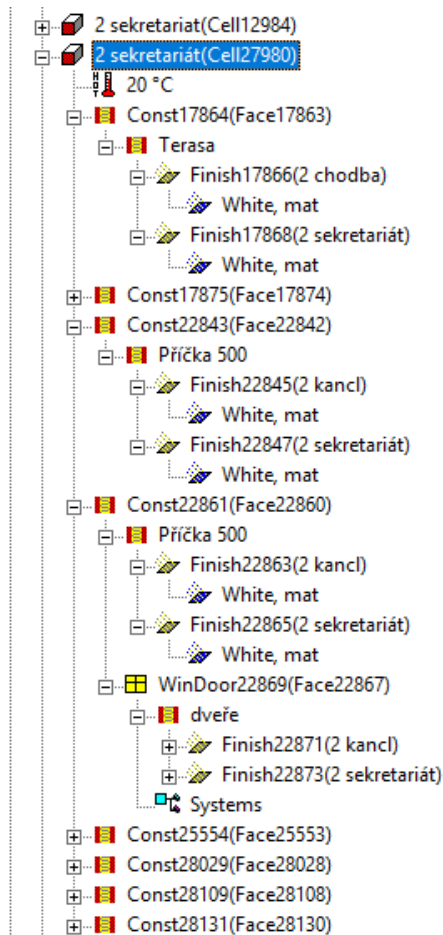 2 sekretariat(Cell12984)
2 sekretariát(Cell27980)
HOT 20 °C
Const17864(Face17863)
Terasa
Finish17866(2 chodba)
White, mat
Finish17868(2 sekretariát)
White, mat
Const17875(Face17874)
Const22843(Face22842)
Příčka 500
Finish22845(2 kancl)
White, mat
Finish22847(2 sekretariát)
White, mat
Const22861(Face22860)
Příčka 500
Finish22863(2 kancl)
White, mat
Finish22865(2 sekretariát)
White, mat
WinDoor22869(Face22867)
dveře
Finish22871(2 kancl)
Finish22873(2 sekretariát)
Systems
Const25554(Face25553)
Const28029(Face28028)
Const28109(Face28108)
Const28131(Face28130)